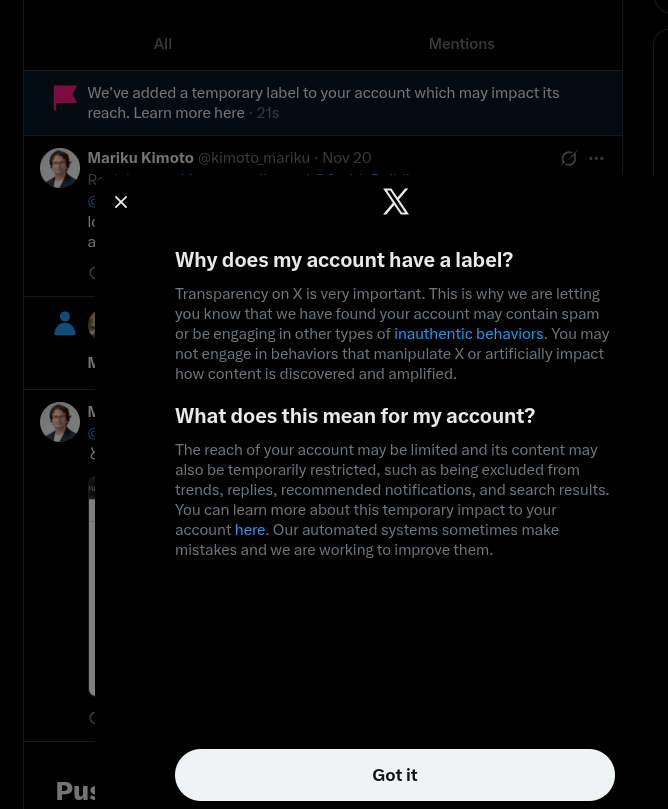 All
Mentions
We’ve added a temporary label to your account which may impact its
reach. Learn more here · 21s
Mariku Kimoto @kimoto_mariku · Nov 20
Why does my account have a label?
Transparency on X is very important. This is why we are letting
you know that we have found your account may contain spam
or be engaging in other types of inauthentic behaviors. You may
not engage in behaviors that manipulate X or artificially impact
how content is discovered and amplified.
What does this mean for my account?
The reach of your account may be limited and its content may
also be temporarily restricted, such as being excluded from
trends, replies, recommended notifications, and search results.
You can learn more about this temporary impact to your
account here. Our automated systems sometimes make
mistakes and we are working to improve them.
Got it